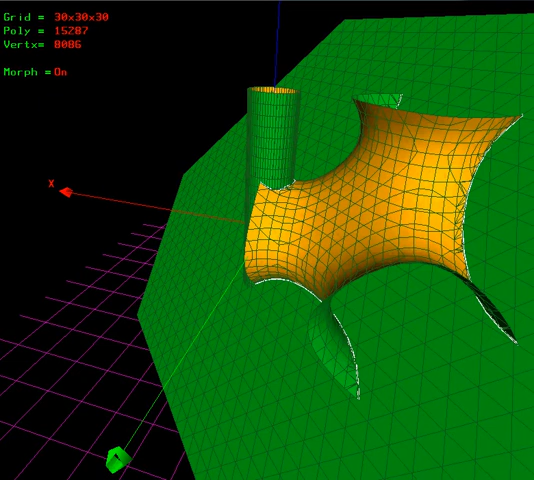 Grid = 30x30x30
Poly = 15287
Vertx= 8086
Morph =On
X